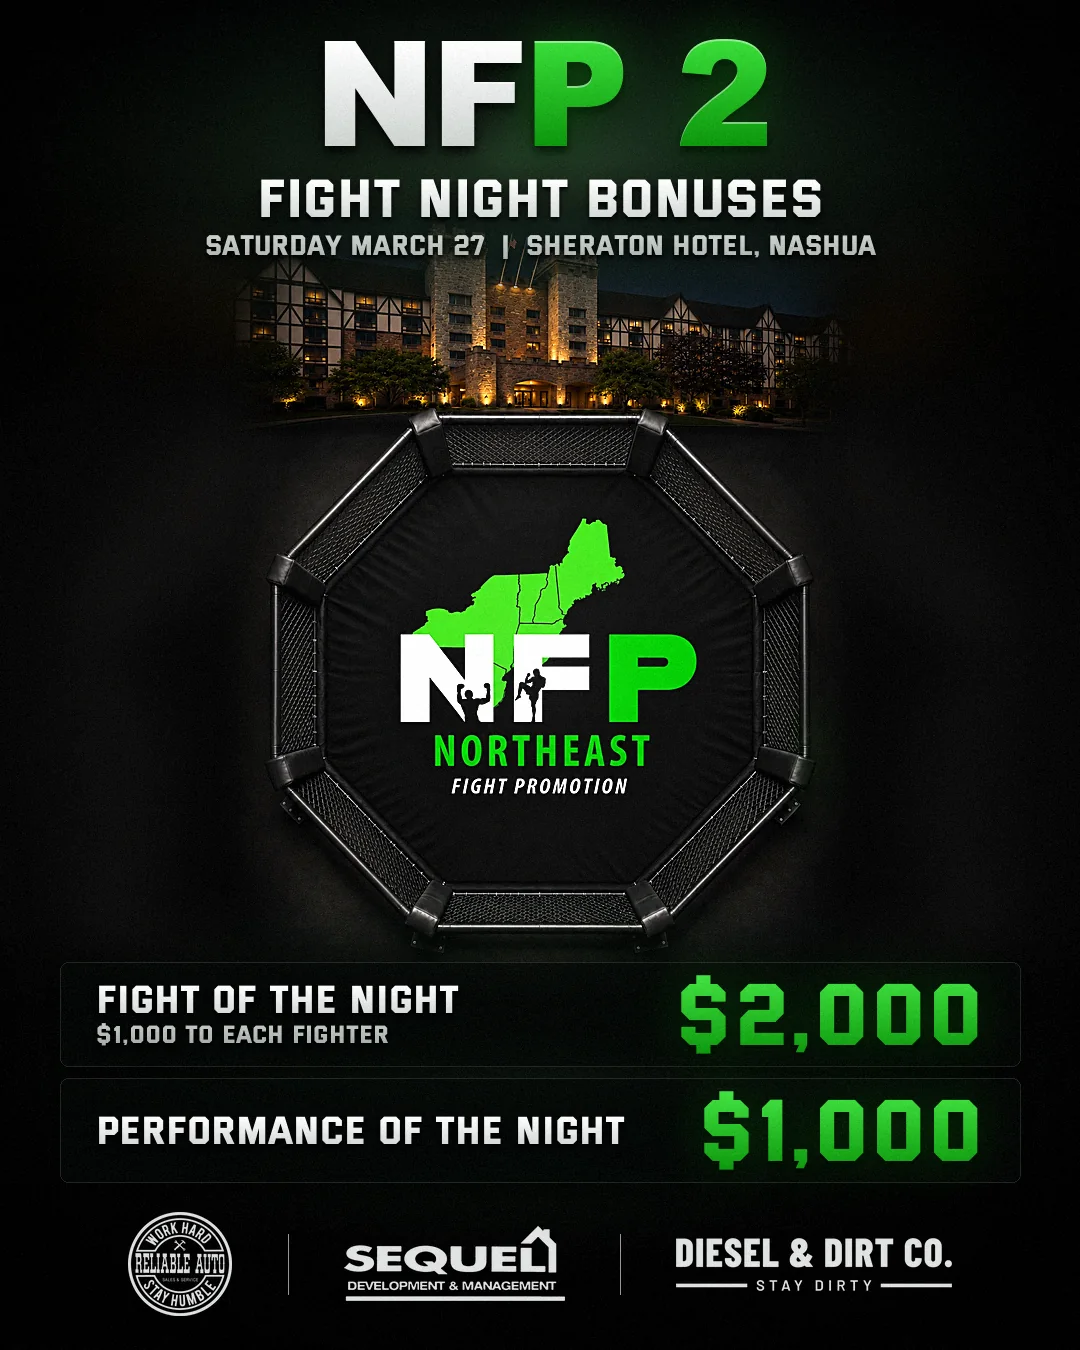 NFP 2
FIGHT NIGHT BONUSES
SATURDAY MARCH 27 | SHERATON HOTEL, NASHUA
NFP
NORTHEAST
FIGHT PROMOTION
FIGHT OF THE NIGHT
$1,000 TO EACH FIGHTER
$2,000
PERFORMANCE OF THE NIGHT
$1,000
WORK HARD
RELIABLE AUTO
SALES & SERVICE
STAY HUMBLE
SEQUEL
DEVELOPMENT & MANAGEMENT
DIESEL & DIRT CO.
STAY DIRTY